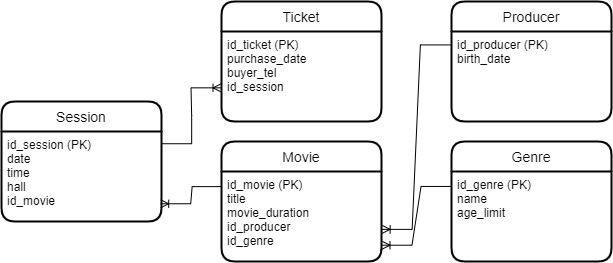 Ticket
id_ticket (PK)
purchase_date
buyer_tel
id_session
Producer
id_producer (PK)
birth_date
Session
id_session (PK)
date
time
hall
id_movie
Movie
id_movie (PK)
title
movie_duration
id_producer
id_genre
Genre
id_genre (PK)
name
age_limit